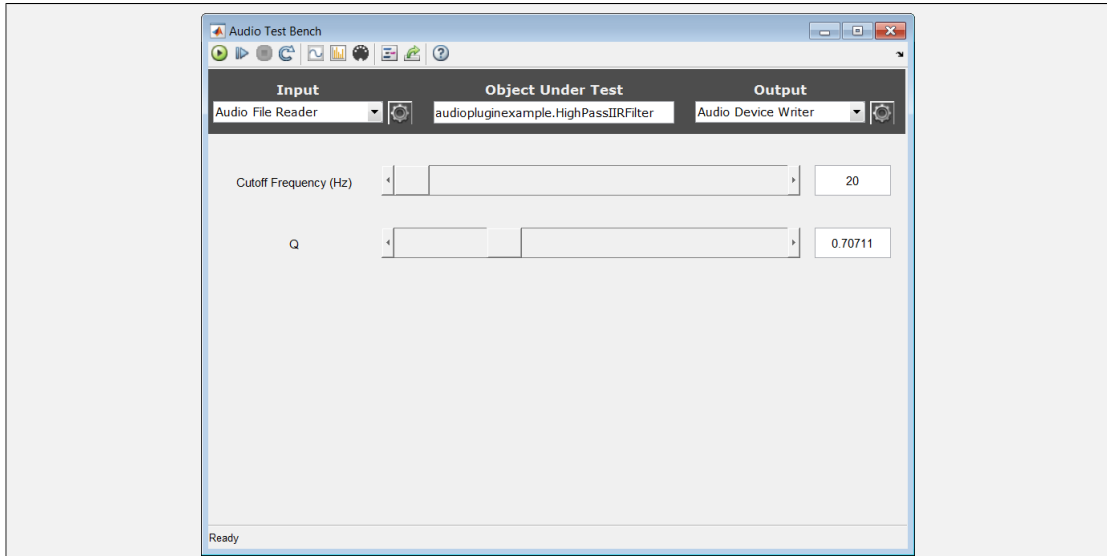 Audio Test Bench
Input Object Under Test Output
Audio File Reader audiopluginexample.HighPassIIRFilter Audio Device Writer
Cutoff Frequency (Hz) 20
Q 0.70711
Ready